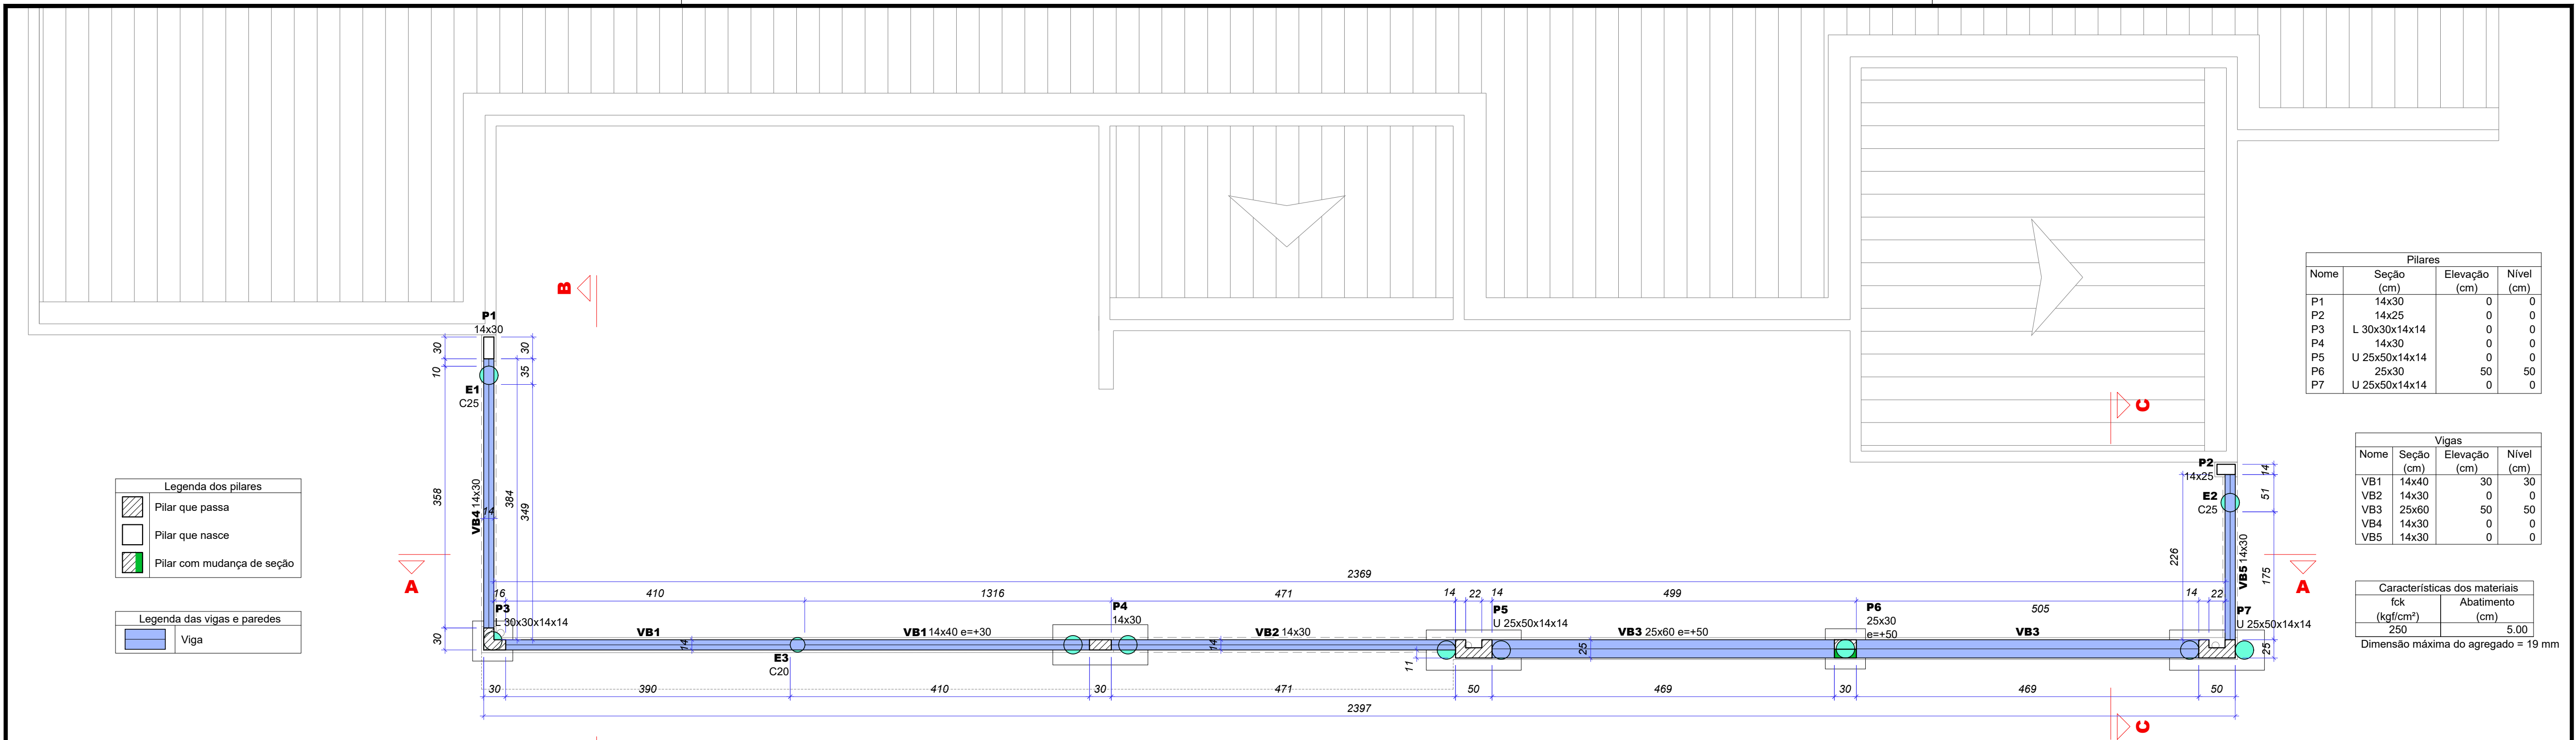 B
P1
14x30
30
30
10
35
E1
C25
358
VB4 14x30
384
349
14
A
Legenda dos pilares
Pilar que passa
Pilar que nasce
Pilar com mudança de seção
Legenda das vigas e paredes
Viga
2369
16
410
1316
471
14
22
14
499
14
22
505
P3
L 30x30x14x14
30
VB1
14
E3
C20
VB1 14x40 e=+30
P4
14x30
VB2 14x30
14
11
P5
U 25x50x14x14
VB3 25x60 e=+50
25
P6
25x30
e=+50
VB3
P7
U 25x50x14x14
25
30
390
410
30
471
50
469
30
469
50
2397
C
C
P2
14x25
14
E2
C25
51
226
VB5 14x30
175
A
Pilares
Nome Seção (cm) Elevação (cm) Nível (cm)
P1 14x30 0 0
P2 14x25 0 0
P3 L 30x30x14x14 0 0
P4 14x30 0 0
P5 U 25x50x14x14 0 0
P6 25x30 50 50
P7 U 25x50x14x14 0 0
Vigas
Nome Seção (cm) Elevação (cm) Nível (cm)
VB1 14x40 30 30
VB2 14x30 0 0
VB3 25x60 50 50
VB4 14x30 0 0
VB5 14x30 0 0
Características dos materiais
fck (kgf/cm²) Abatimento (cm)
250 5.00
Dimensão máxima do agregado = 19 mm